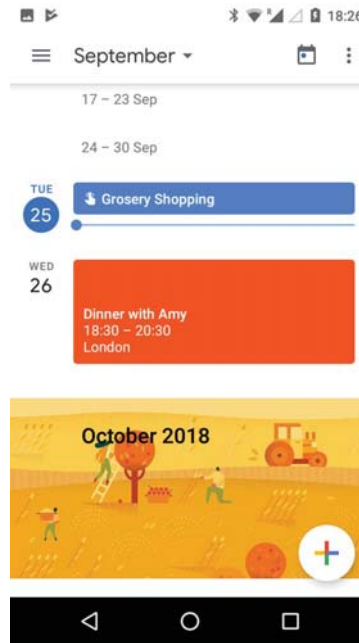 18:26
September
17 – 23 Sep
24 – 30 Sep
TUE
25
Grosery Shopping
WED
26
Dinner with Amy
18:30 – 20:30
London
October 2018